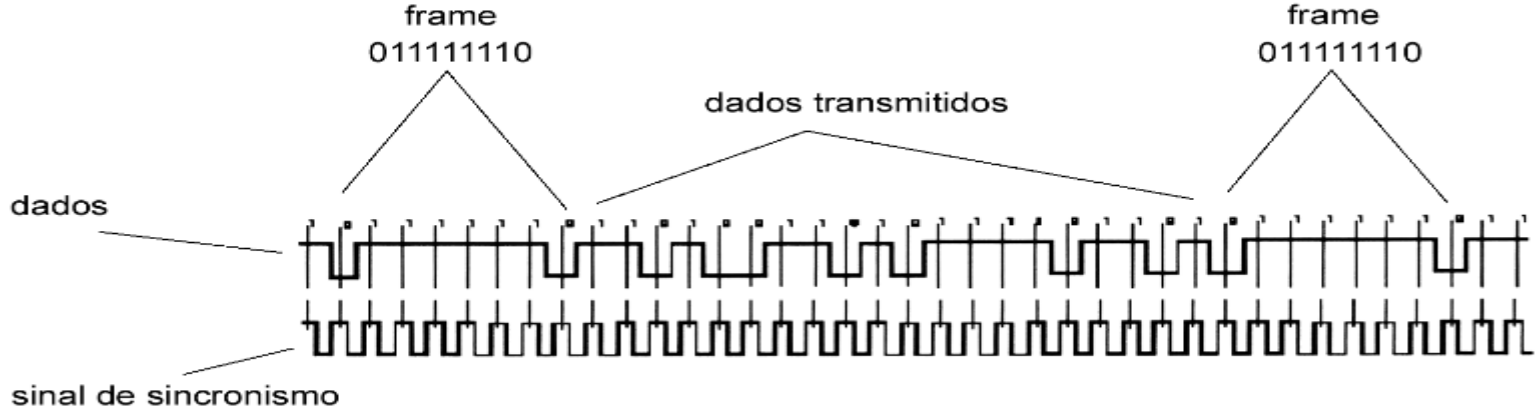 frame
frame
011111110
011111110
dados transmitidos
dados
sinal de sincronismo